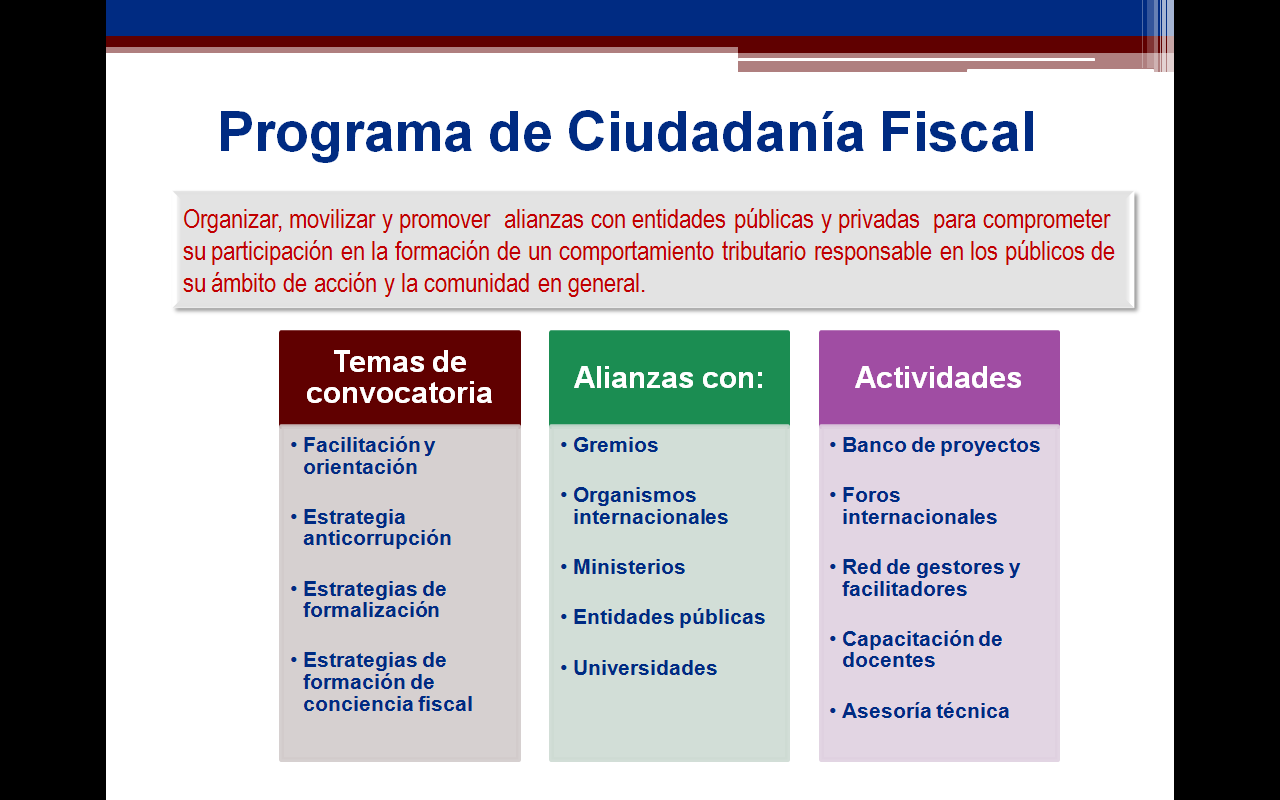 Programa de Ciudadanía Fiscal
Organizar, movilizar y promover alianzas con entidades públicas y privadas para comprometer
su participación en la formación de un comportamiento tributario responsable en los públicos de
su ámbito de acción y la comunidad en general.
Temas de
convocatoria
• Facilitación y
orientación
• Estrategia
anticorrupción
• Estrategias de
formalización
• Estrategias de
formación de
conciencia fiscal
Alianzas con:
• Gremios
• Organismos
internacionales
• Ministerios
• Entidades públicas
• Universidades
Actividades
• Banco de proyectos
• Foros
internacionales
• Red de gestores y
facilitadores
• Capacitación de
docentes
• Asesoría técnica